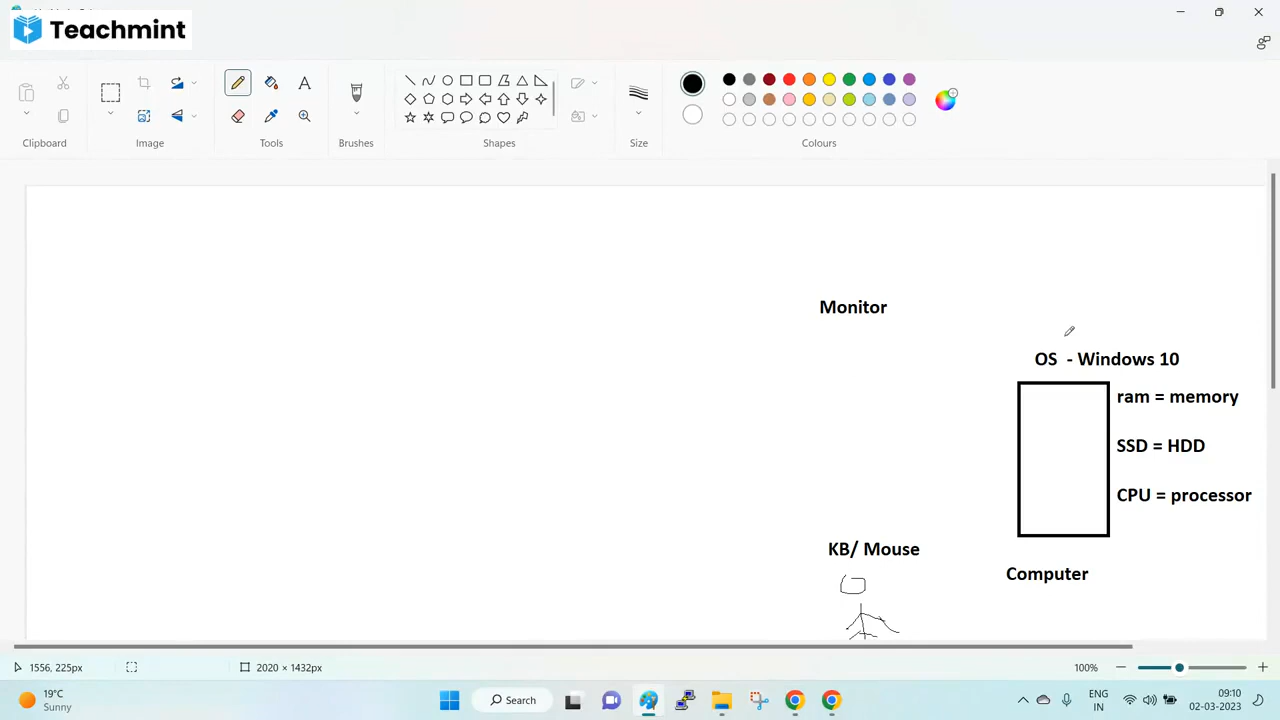 Teachmint
Clipboard
Image
Tools
Brushes
Shapes
Size
Colours
Monitor
OS - Windows 10
ram = memory
SSD = HDD
CPU = processor
KB/ Mouse
Computer
1556, 225px
2020 × 1432px
100%
19°C
Sunny
Search
ENG
IN
09:10
02-03-2023